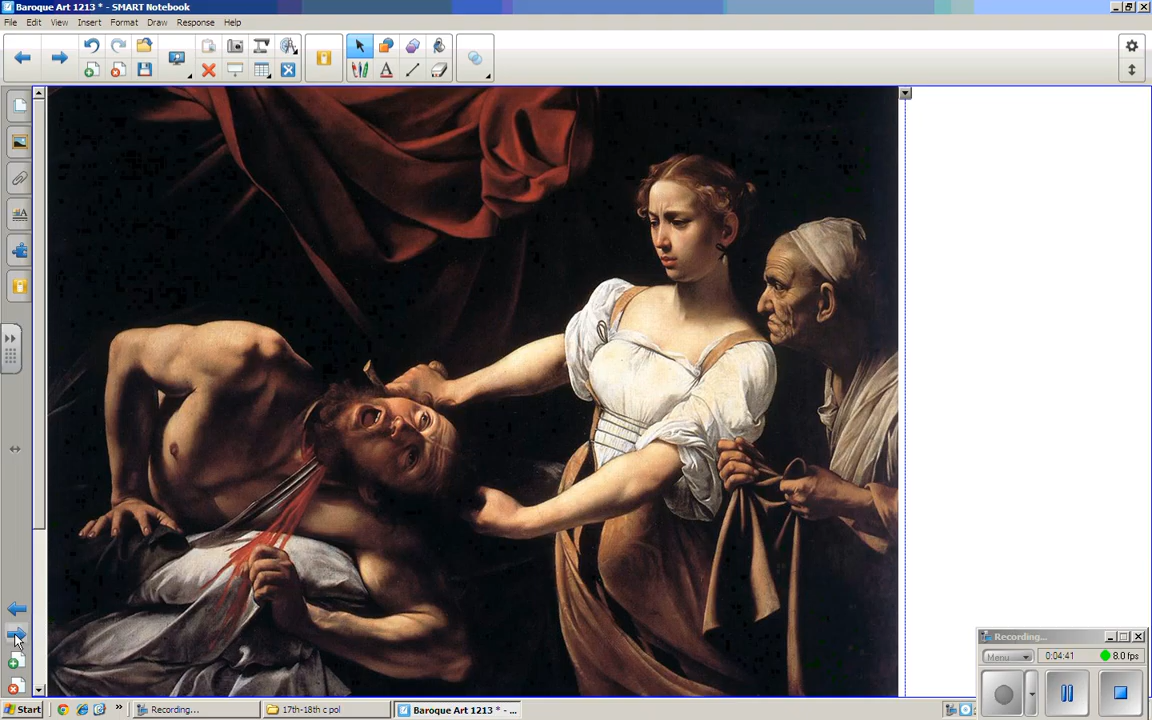 Baroque Art 1213 * - SMART Notebook
File Edit View Insert Format Draw Response Help
Recording...
Menu 0:04:41 8.0 fps
Start Recording... 17th-18th c pol Baroque Art 1213 * - ...